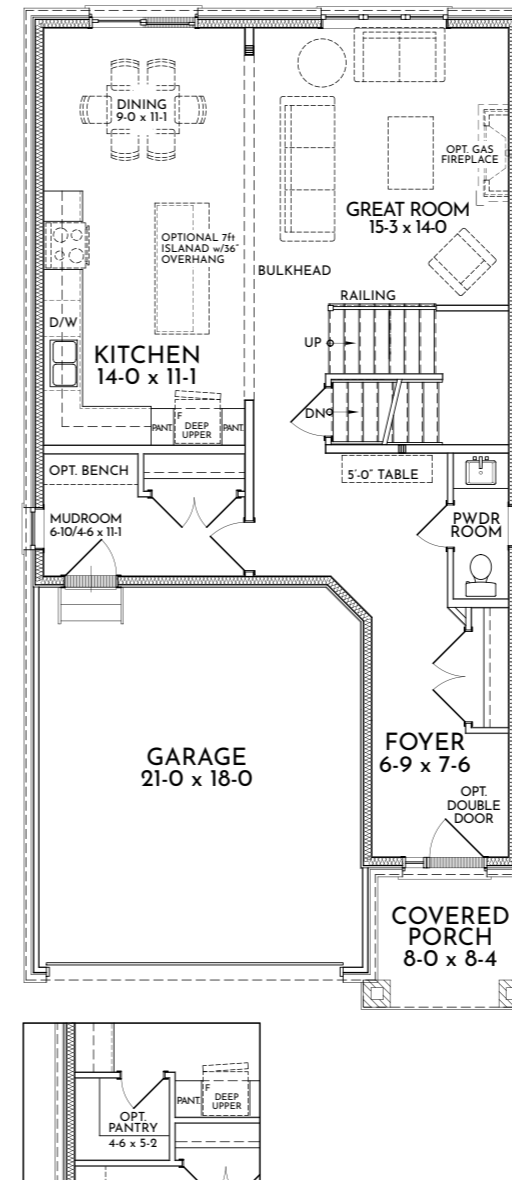 DINING
9-0 x 11-1
OPT. GAS
FIREPLACE
GREAT ROOM
15-3 x 14-0
OPTIONAL 7ft
ISLANAD w/36"
OVERHANG
BULKHEAD
RAILING
UP
D/W
KITCHEN
14-0 x 11-1
DN
PANT.
F
DEEP
UPPER
PANT.
5'-0" TABLE
OPT. BENCH
MUDROOM
6-10/4-6 x 11-1
PWDR
ROOM
GARAGE
21-0 x 18-0
FOYER
6-9 x 7-6
OPT.
DOUBLE
DOOR
COVERED
PORCH
8-0 x 8-4
PANT.
F
DEEP
UPPER
OPT.
PANTRY
4-6 x 5-2